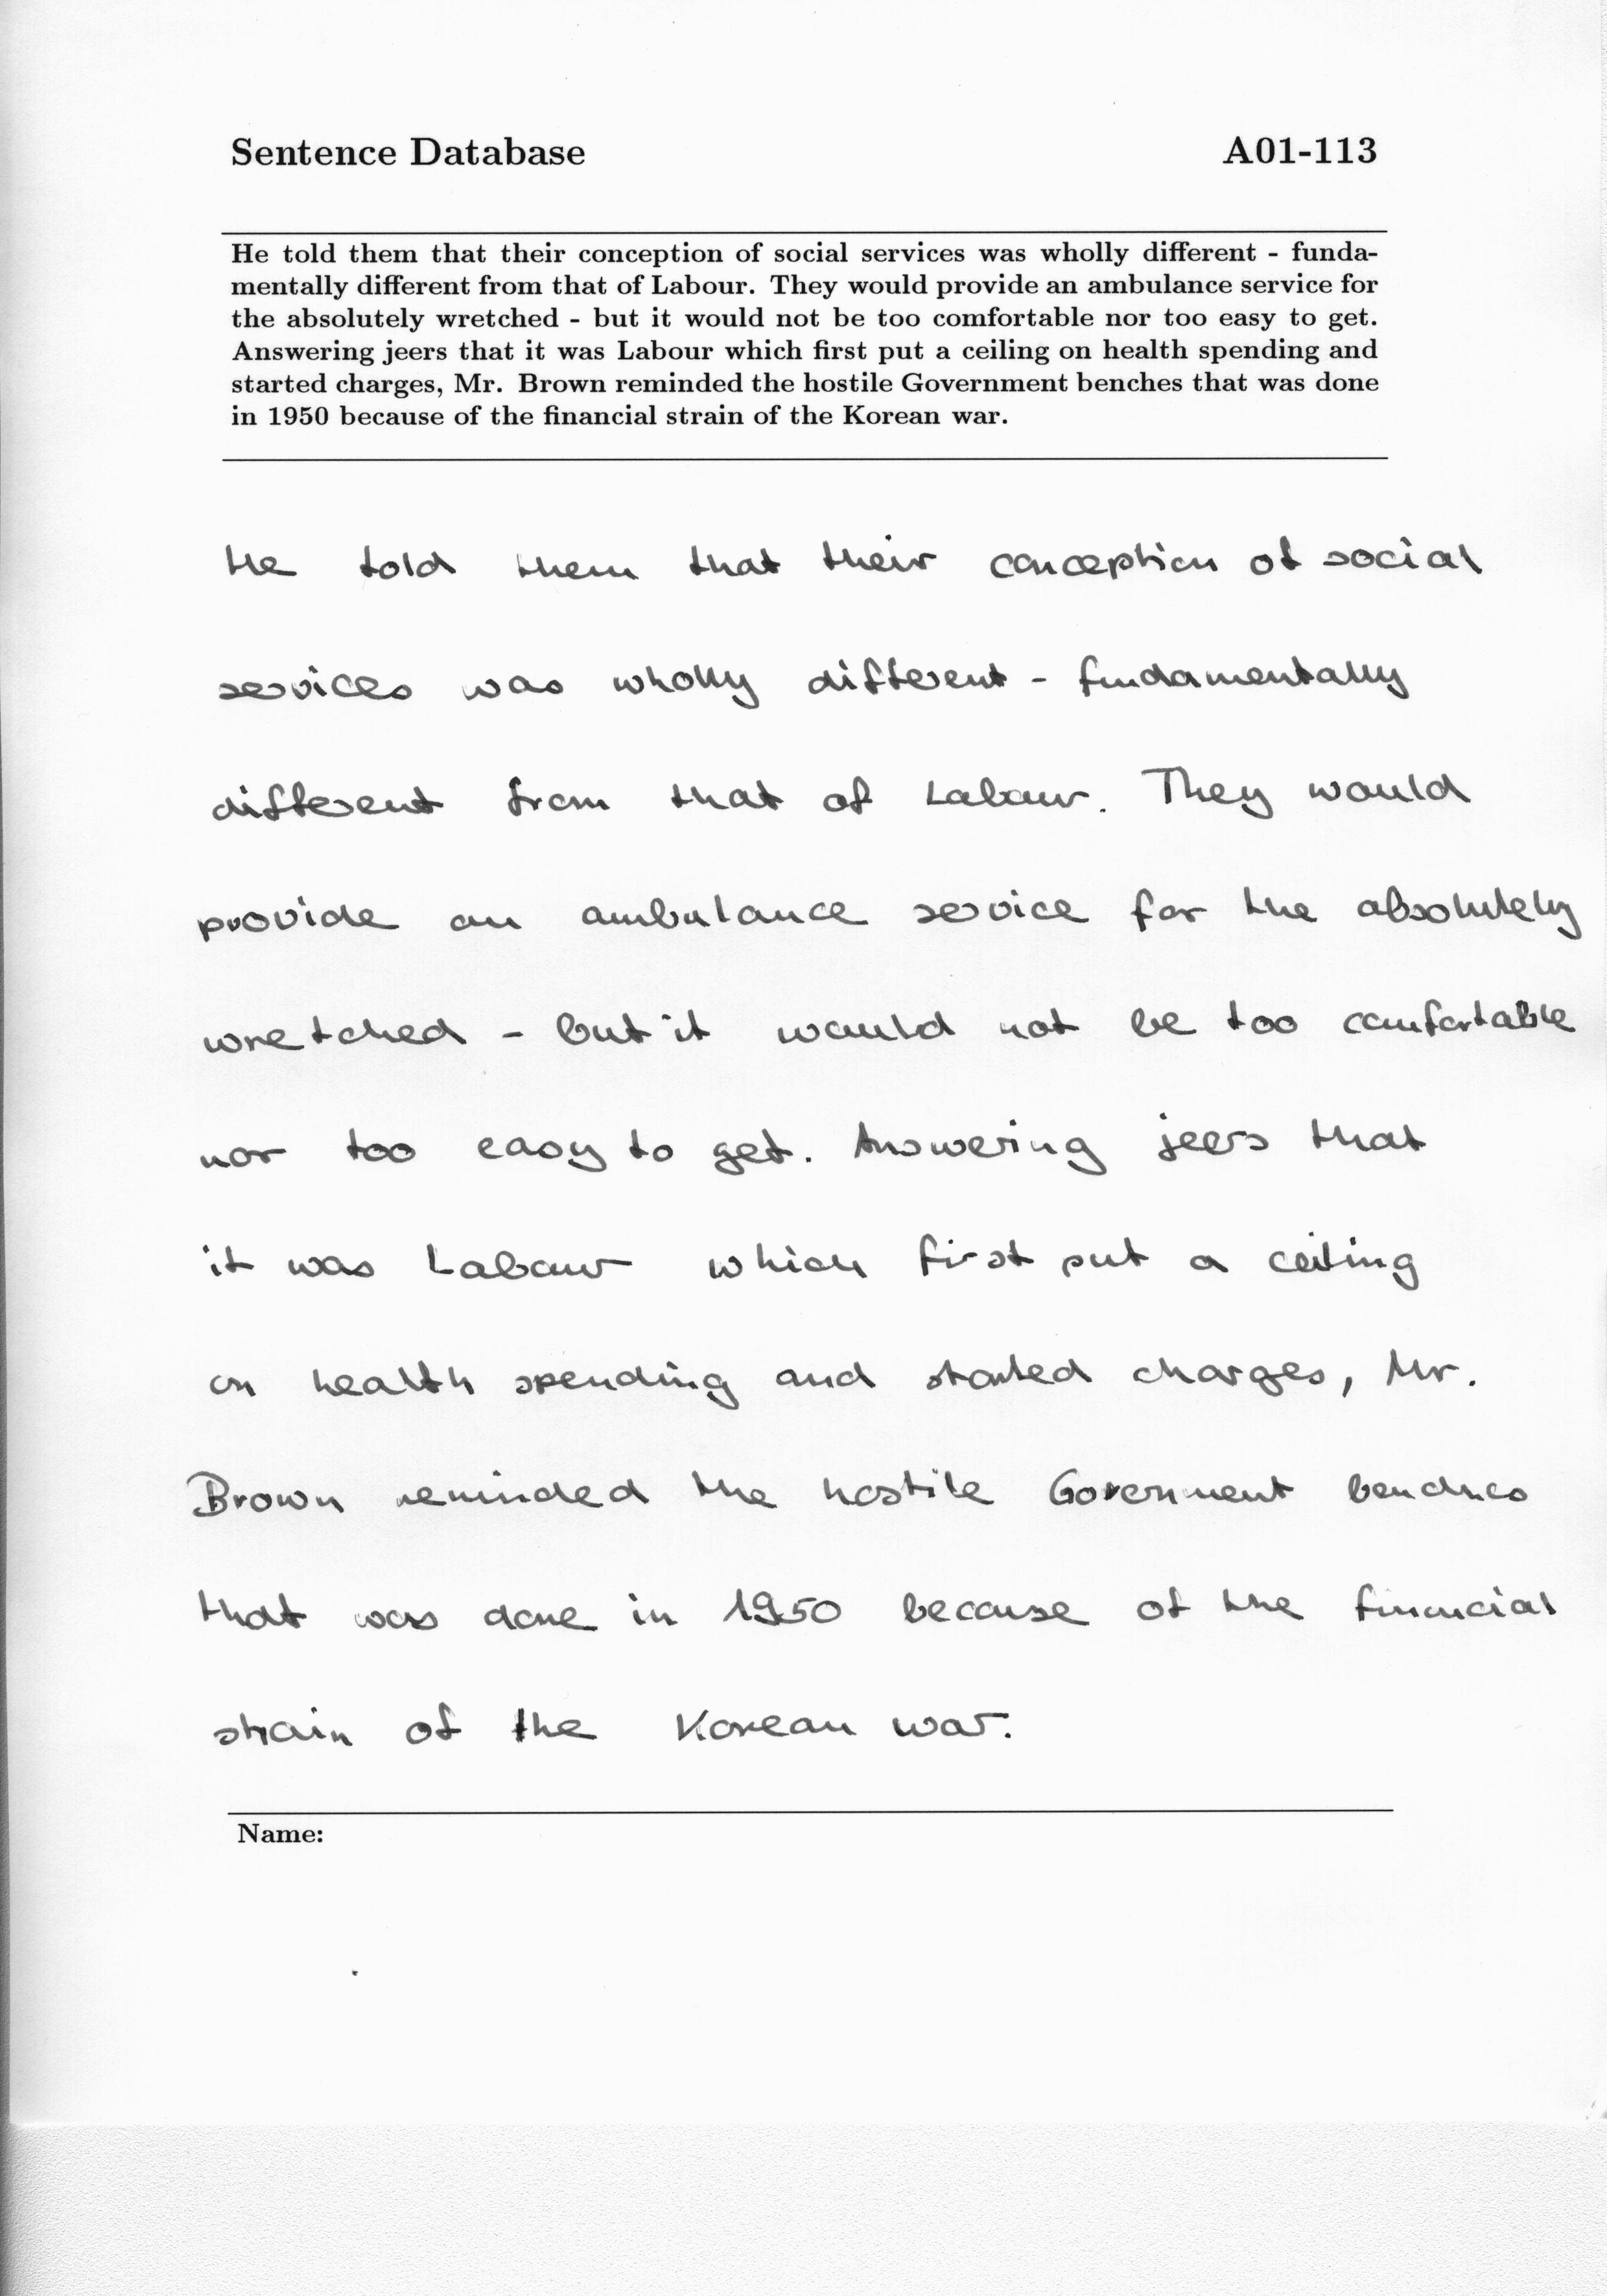 Sentence Database A01-113
He told them that their conception of social services was wholly different - funda-
mentally different from that of Labour. They would provide an ambulance service for
the absolutely wretched - but it would not be too comfortable nor too easy to get.
Answering jeers that it was Labour which first put a ceiling on health spending and
started charges, Mr. Brown reminded the hostile Government benches that was done
in 1950 because of the financial strain of the Korean war.
He told them that their conception of social
services was wholly different - fundamentally
different from that of Labour. They would
provide an ambulance service for the absolutely
wretched - but it would not be too comfortable
nor too easy to get. Answering jeers that
it was Labour which first put a ceiling
on health spending and started charges, Mr.
Brown reminded the hostile Government benches
that was done in 1950 because of the financial
strain of the Korean war.
Name: